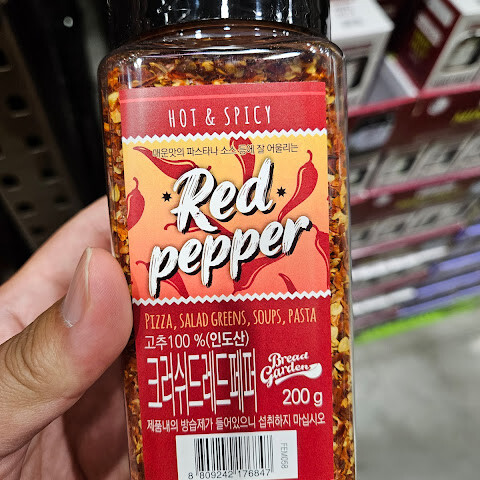 HOT & SPICY
매운맛의 파스타나 소스 등에 잘 어울리는
Red
pepper
PIZZA, SALAD GREENS, SOUPS, PASTA
고추100 %(인도산)
크러쉬드레드페퍼
Bread
Garden
200 g
제품내의 방습제가 들어있으니 섭취하지 마십시오
FEM068
8 809242 176847